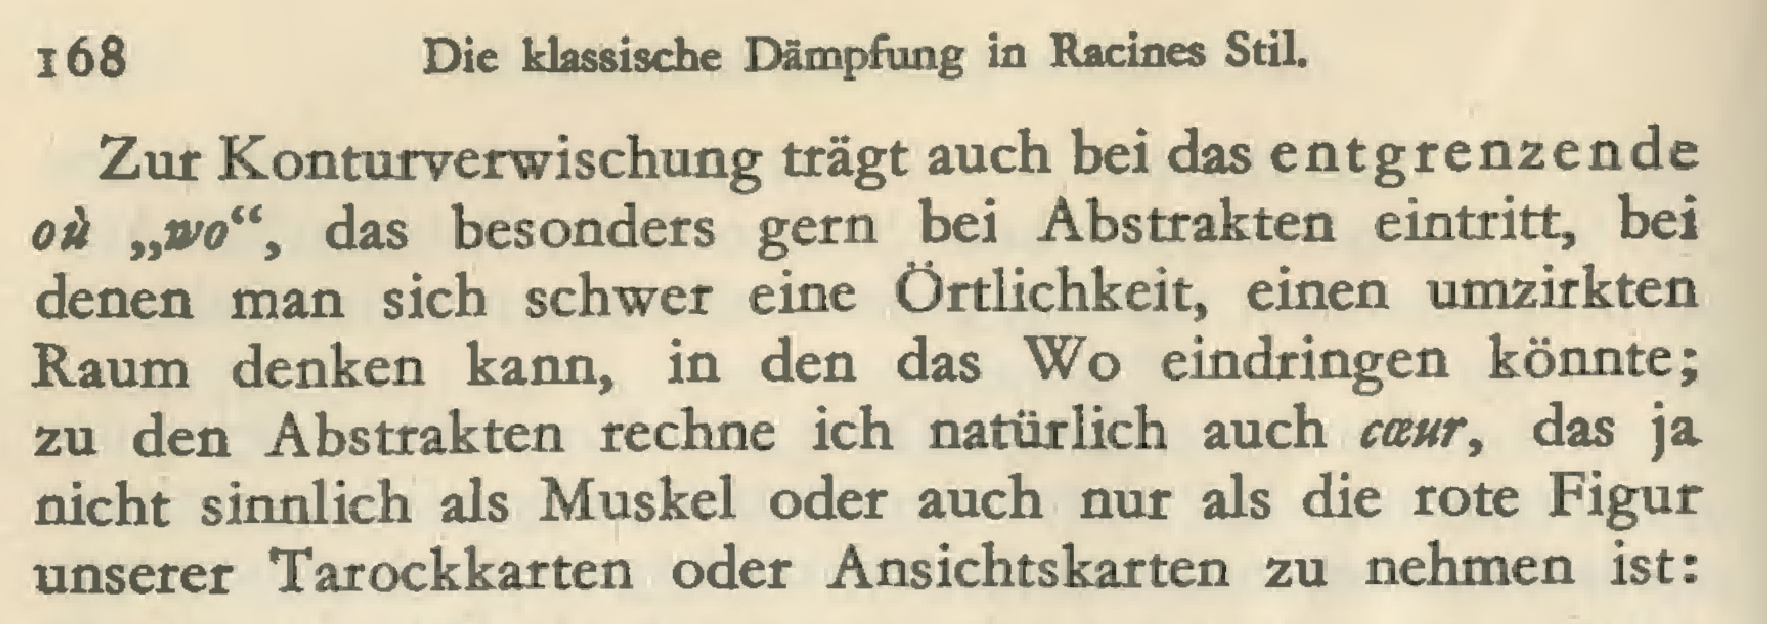 168 Die klassische Dämpfung in Racines Stil.
Zur Konturverwischung trägt auch bei das entgrenzende
où „wo“, das besonders gern bei Abstrakten eintritt, bei
denen man sich schwer eine Örtlichkeit, einen umzirkten
Raum denken kann, in den das Wo eindringen könnte;
zu den Abstrakten rechne ich natürlich auch cœur, das ja
nicht sinnlich als Muskel oder auch nur als die rote Figur
unserer Tarockkarten oder Ansichtskarten zu nehmen ist: